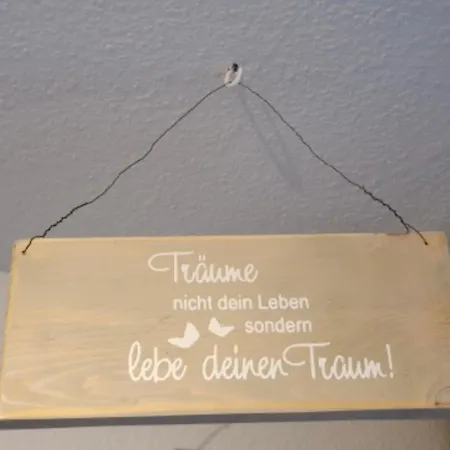 Träume
nicht dein Leben
sondern
lebe deinen Traum!